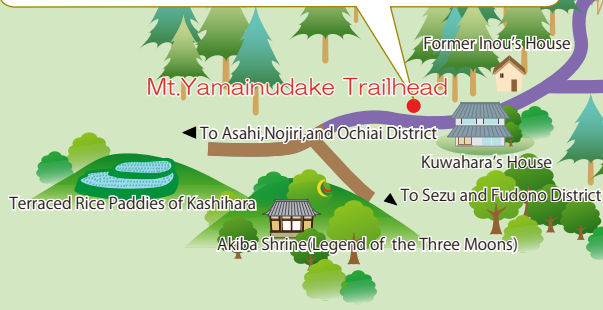 Former Inou's House
Mt.Yamainudake Trailhead
To Asahi,Nojiri,and Ochiai District
Kuwahara's House
To Sezu and Fudono District
Terraced Rice Paddies of Kashihara
Akiba Shrine(Legend of the Three Moons)